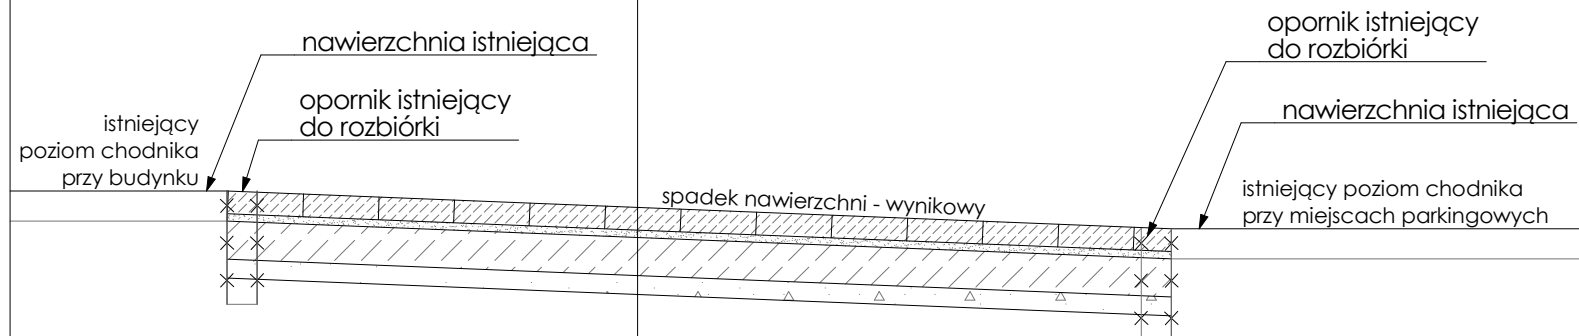 nawierzchnia istniejąca
opornik istniejący
do rozbiórki
istniejący
poziom chodnika
przy budynku
spadek nawierzchni - wynikowy
opornik istniejący
do rozbiórki
nawierzchnia istniejąca
istniejący poziom chodnika
przy miejscach parkingowych